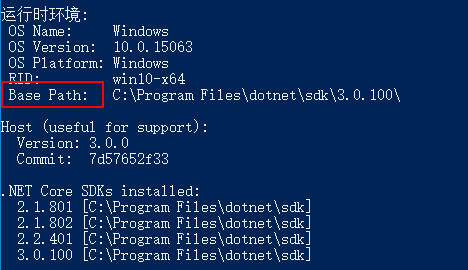 运行时环境:
OS Name: Windows
OS Version: 10.0.15063
OS Platform: Windows
RID: win10-x64
Base Path: C:\Program Files\dotnet\sdk\3.0.100\
Host (useful for support):
Version: 3.0.0
Commit: 7d57652f33
.NET Core SDKs installed:
2.1.801 [C:\Program Files\dotnet\sdk]
2.1.802 [C:\Program Files\dotnet\sdk]
2.2.401 [C:\Program Files\dotnet\sdk]
3.0.100 [C:\Program Files\dotnet\sdk]